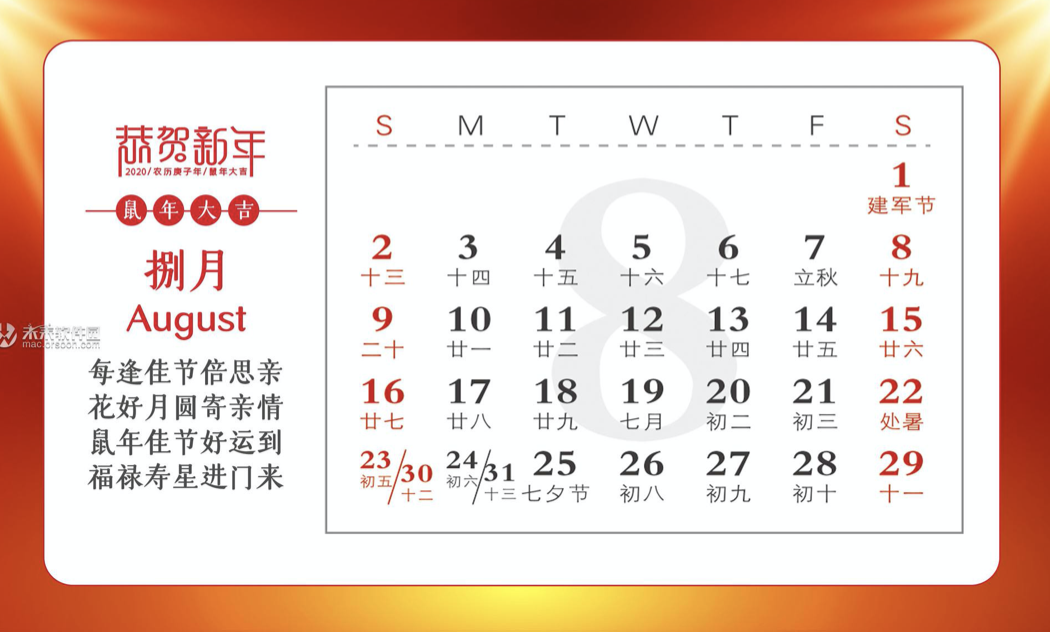 恭贺新年
2020/农历庚子年/鼠年大吉
鼠年大吉
捌月
August
每逢佳节倍思亲
花好月圆寄亲情
鼠年佳节好运到
福禄寿星进门来
8
S M T W T F S
1
建军节
2 3 4 5 6 7 8
十三 十四 十五 十六 十七 立秋 十九
9 10 11 12 13 14 15
二十 廿一 廿二 廿三 廿四 廿五 廿六
16 17 18 19 20 21 22
廿七 廿八 廿九 七月 初二 初三 处暑
23/30 24/31 25 26 27 28 29
初五/十二 初六/十三 七夕节 初八 初九 初十 十一